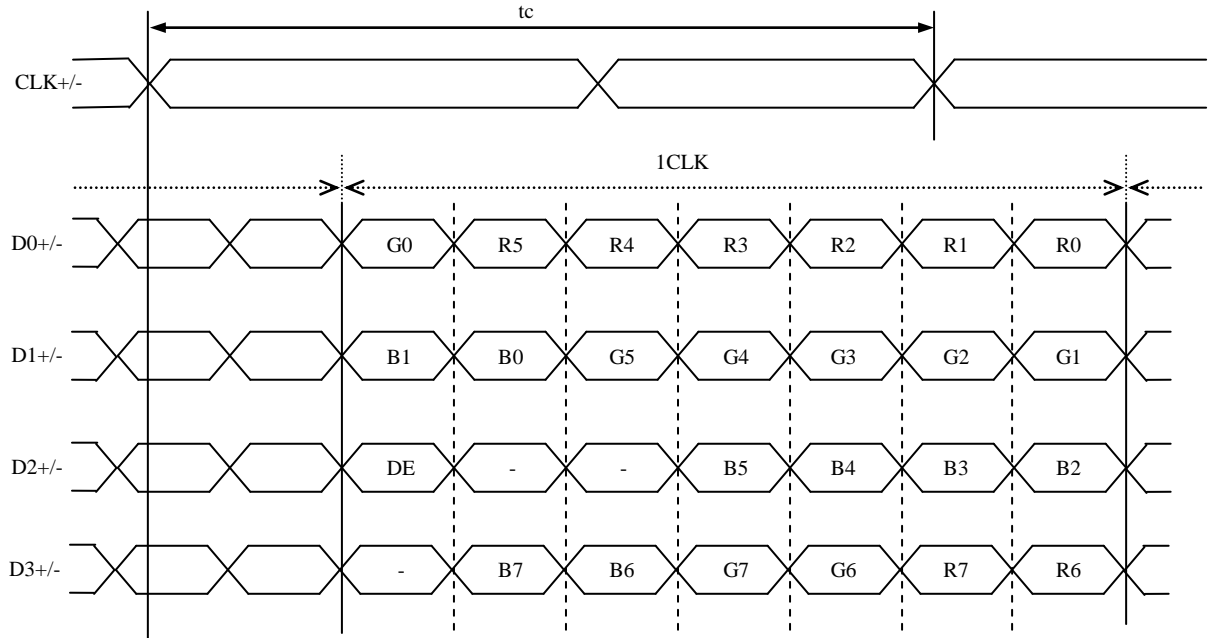 tc
CLK+/-
1CLK
D0+/- G0 R5 R4 R3 R2 R1 R0
D1+/- B1 B0 G5 G4 G3 G2 G1
D2+/- DE - - B5 B4 B3 B2
D3+/- - B7 B6 G7 G6 R7 R6